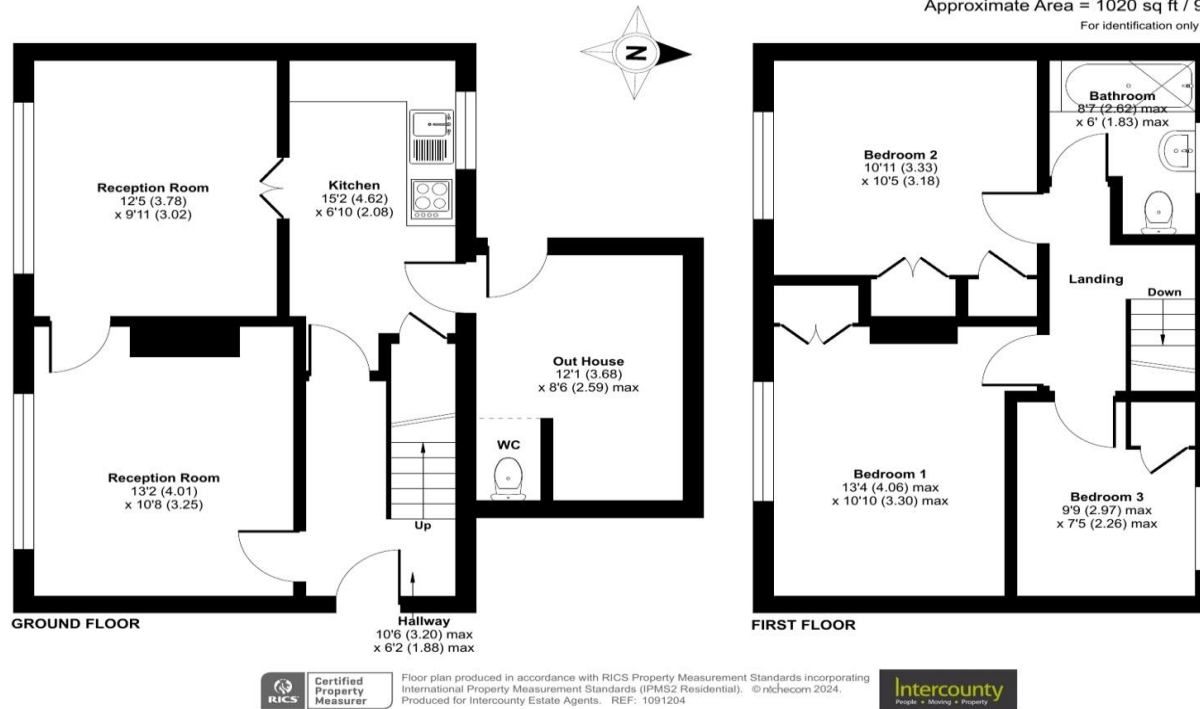 Approximate Area = 1020 sq ft / 9
For identification only
N
Reception Room
12'5 (3.78)
x 9'11 (3.02)
Kitchen
15'2 (4.62)
x 6'10 (2.08)
Out House
12'1 (3.68)
x 8'6 (2.59) max
WC
Reception Room
13'2 (4.01)
x 10'8 (3.25)
Up
Hallway
10'6 (3.20) max
x 6'2 (1.88) max
GROUND FLOOR
Bathroom
8'7 (2.62) max
x 6' (1.83) max
Bedroom 2
10'11 (3.33)
x 10'5 (3.18)
Landing
Down
Bedroom 1
13'4 (4.06) max
x 10'10 (3.30) max
Bedroom 3
9'9 (2.97) max
x 7'5 (2.26) max
FIRST FLOOR
RICS
Certified
Property
Measurer
Floor plan produced in accordance with RICS Property Measurement Standards incorporating
International Property Measurement Standards (IPMS2 Residential). © nichecom 2024.
Produced for Intercounty Estate Agents. REF: 1091204
Intercounty
People • Moving • Property